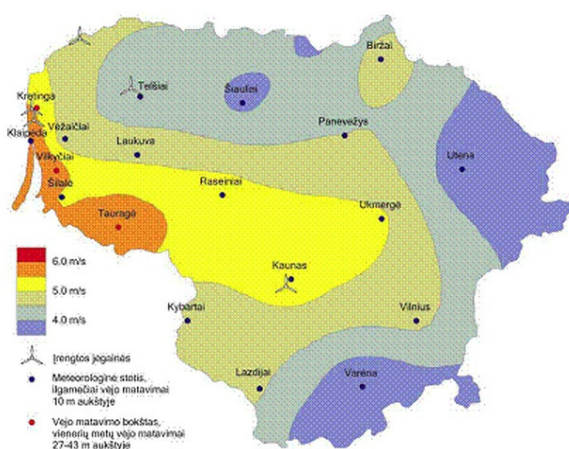 Biržai
Telšiai
Šiauliai
Kretinga
Klaipėda
Vėžaičiai
Panevėžys
Laukuva
Utena
Vilkyčiai
Šilalė
Raseiniai
Tauragė
Ukmergė
6.0 m/s
5.0 m/s
4.0 m/s
Kaunas
Kybartai
Vilnius
Lazdijai
Varėna
Įrengtos jėgainės
Meteorologinė stotis,
ilgamečiai vėjo matavimai
10 m aukštyje
Vėjo matavimo bokštas,
vienerių metų vėjo matavimai
27-43 m aukštyje